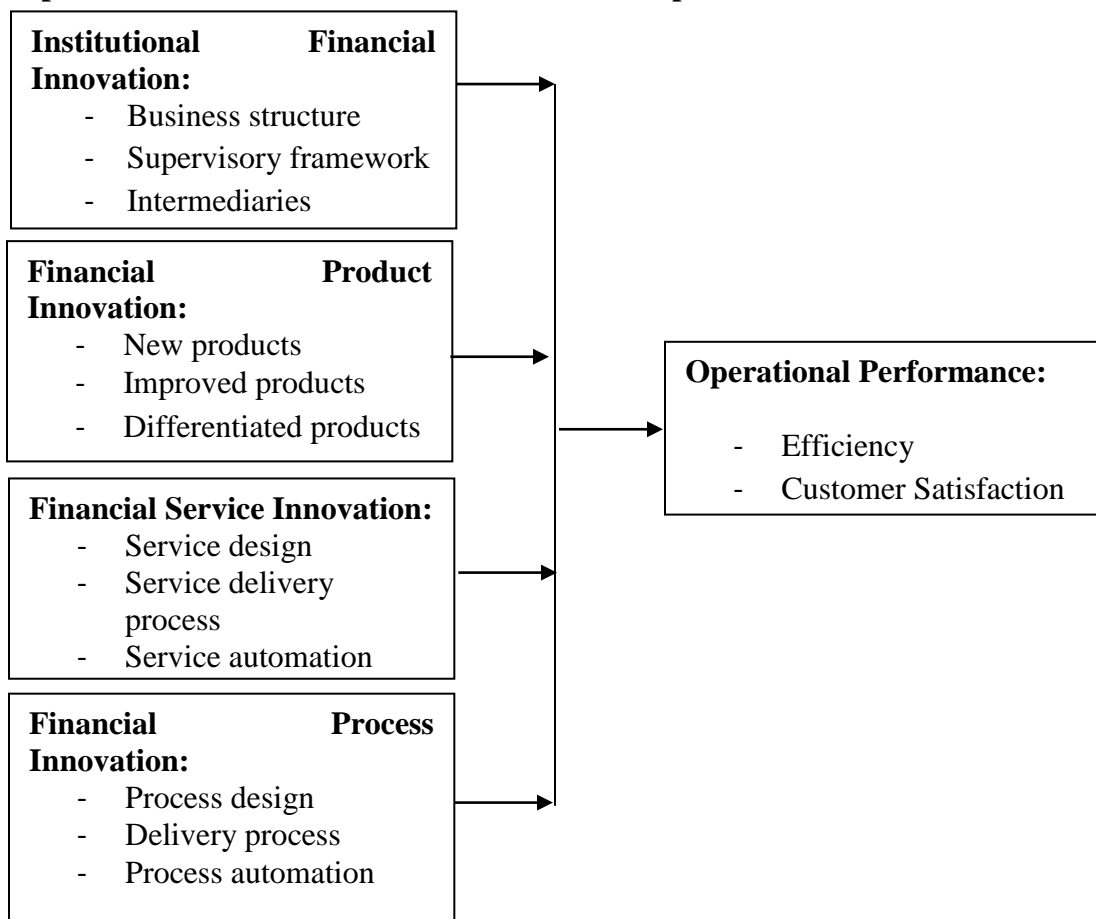 Institutional Financial
Innovation:
- Business structure
- Supervisory framework
- Intermediaries
Financial Product
Innovation:
- New products
- Improved products
- Differentiated products
Financial Service Innovation:
- Service design
- Service delivery
process
- Service automation
Financial Process
Innovation:
- Process design
- Delivery process
- Process automation
Operational Performance:
- Efficiency
- Customer Satisfaction